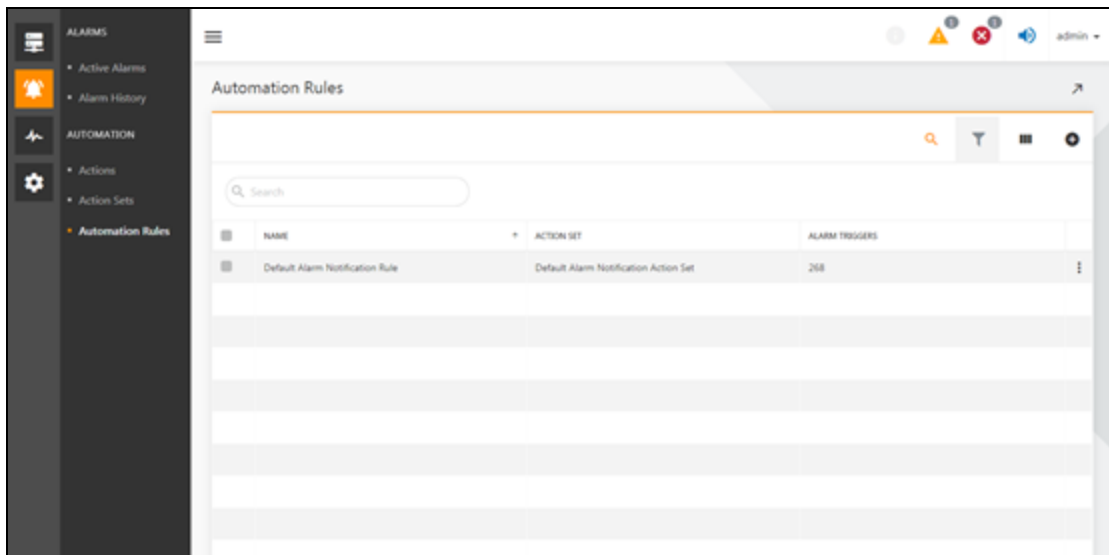 ALARMS
Active Alarms
Alarm History
AUTOMATION
Actions
Action Sets
Automation Rules
admin
Automation Rules
Search
NAME ACTION SET ALARM TRIGGERS
Default Alarm Notification Rule Default Alarm Notification Action Set 268